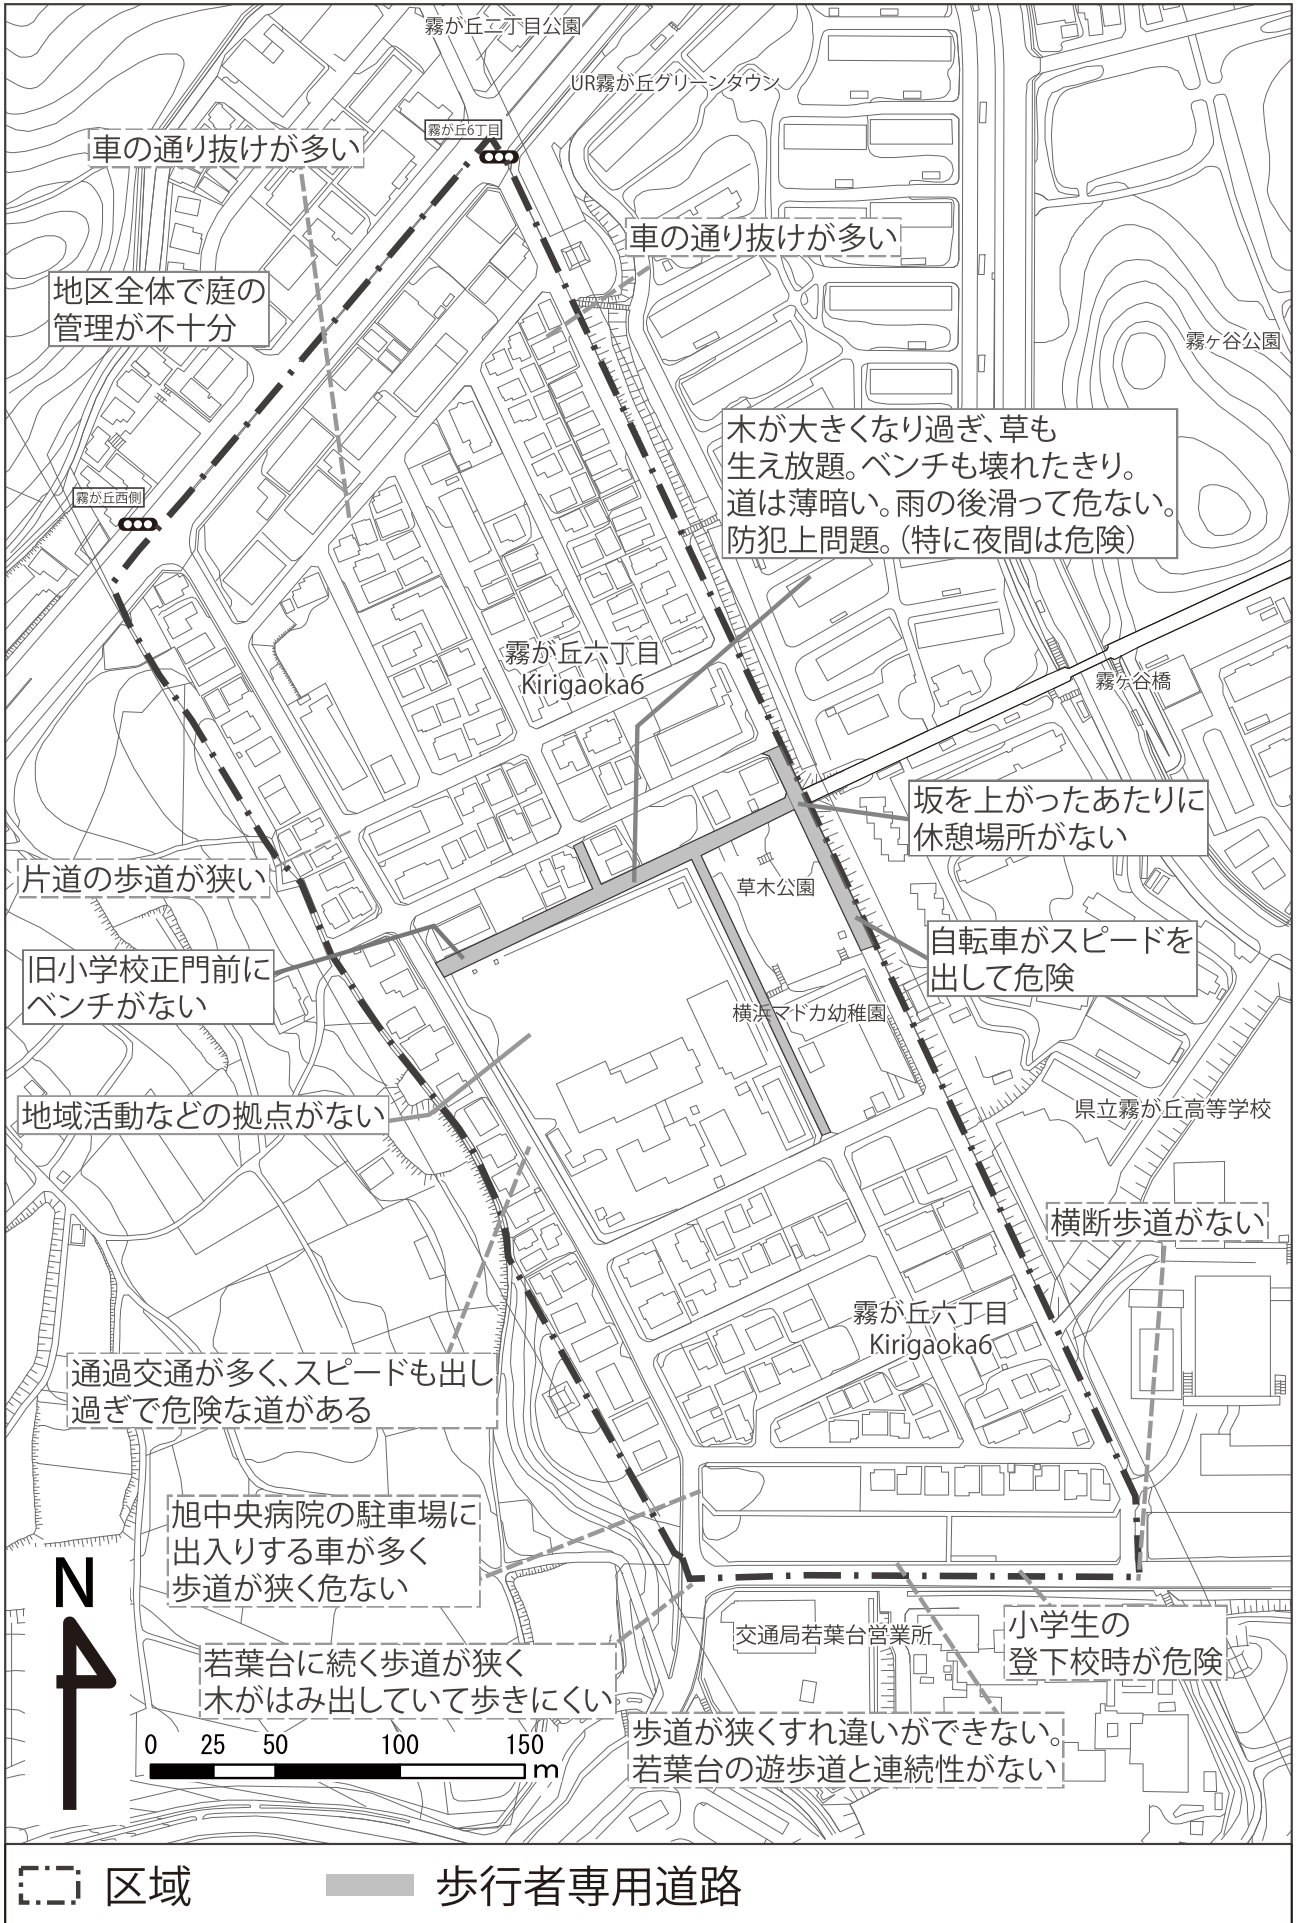 霧が丘二丁目公園
UR霧が丘グリーンタウン
霧が丘6丁目
車の通り抜けが多い
車の通り抜けが多い
地区全体で庭の
管理が不十分
霧ヶ谷公園
木が大きくなり過ぎ、草も
生え放題。ベンチも壊れたきり。
道は薄暗い。雨の後滑って危ない。
防犯上問題。（特に夜間は危険）
霧が丘西側
霧が丘六丁目
Kirigaoka6
霧ヶ谷橋
坂を上がったあたりに
休憩場所がない
片道の歩道が狭い
草木公園
自転車がスピードを
出して危険
旧小学校正門前に
ベンチがない
横浜マドカ幼稚園
地域活動などの拠点がない
県立霧が丘高等学校
横断歩道がない
霧が丘六丁目
Kirigaoka6
通過交通が多く、スピードも出し
過ぎで危険な道がある
旭中央病院の駐車場に
出入りする車が多く
歩道が狭く危ない
N
交通局若葉台営業所
小学生の
登下校時が危険
若葉台に続く歩道が狭く
木がはみ出していて歩きにくい
歩道が狭くすれ違いができない。
若葉台の遊歩道と連続性がない
0 25 50 100 150
m
区域
歩行者専用道路